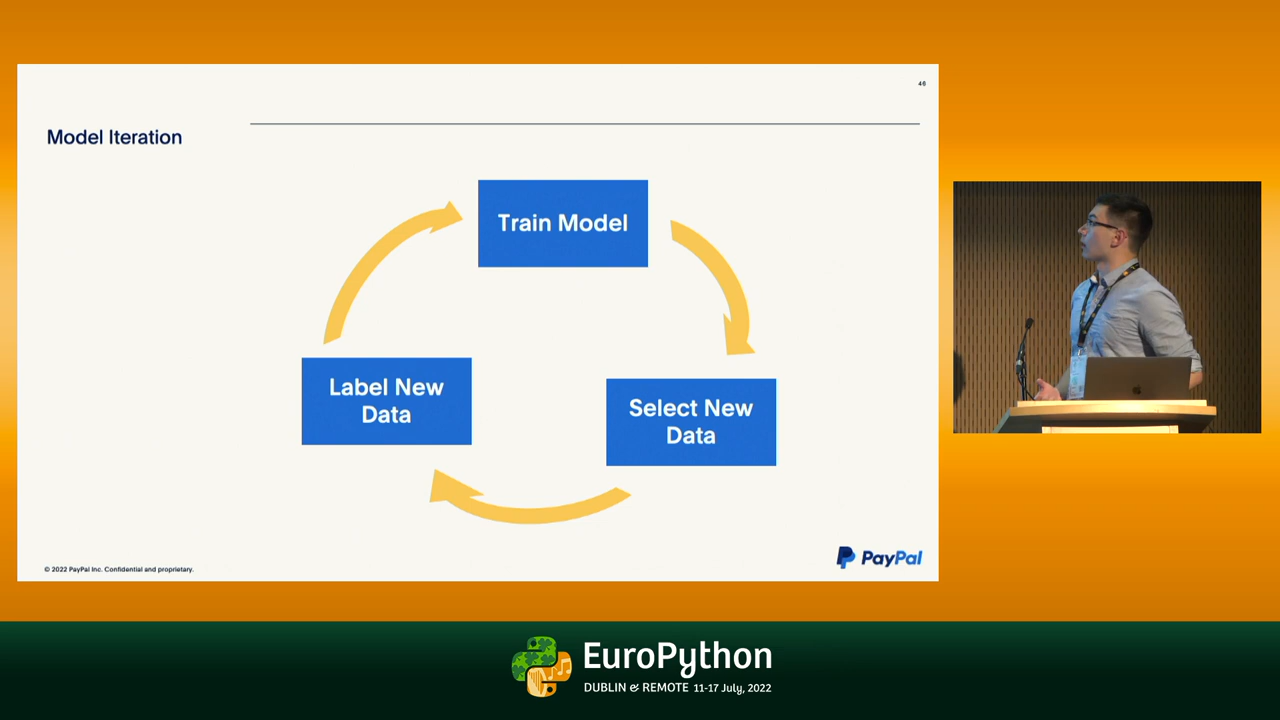 46
Model Iteration
Train Model
Label New
Data
Select New
Data
© 2022 PayPal Inc. Confidential and proprietary.
PayPal
EuroPython
DUBLIN & REMOTE 11-17 July, 2022